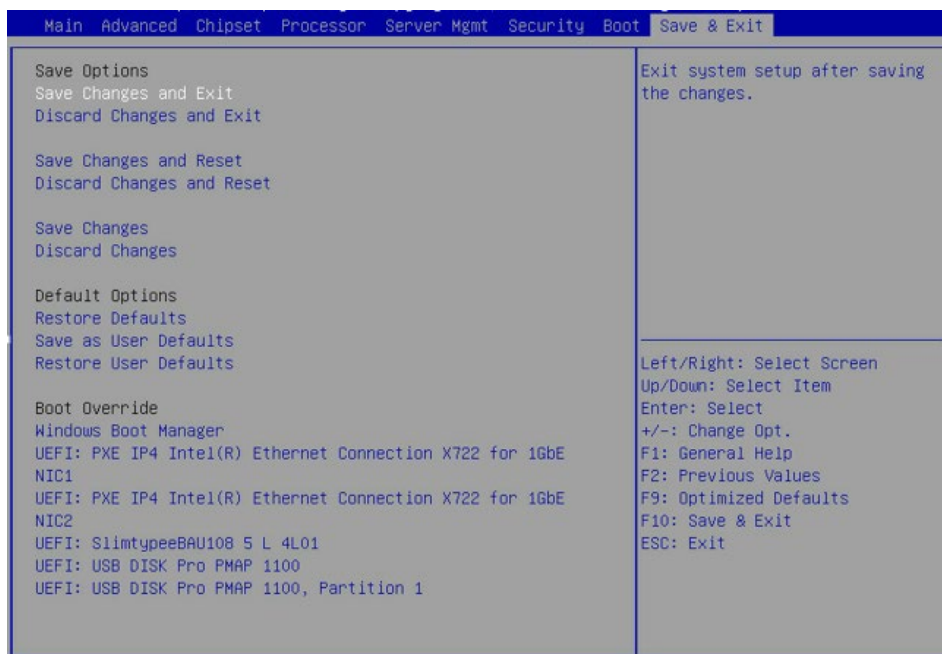 Main Advanced Chipset Processor Server Mgmt Security Boot Save & Exit
Save Options
Save Changes and Exit
Discard Changes and Exit
Save Changes and Reset
Discard Changes and Reset
Save Changes
Discard Changes
Default Options
Restore Defaults
Save as User Defaults
Restore User Defaults
Boot Override
Windows Boot Manager
UEFI: PXE IP4 Intel(R) Ethernet Connection X722 for 1GbE
NIC1
UEFI: PXE IP4 Intel(R) Ethernet Connection X722 for 1GbE
NIC2
UEFI: SlimtypeeBAU108 5 L 4L01
UEFI: USB DISK Pro PMAP 1100
UEFI: USB DISK Pro PMAP 1100, Partition 1
Exit system setup after saving
the changes.
Left/Right: Select Screen
Up/Down: Select Item
Enter: Select
+/-: Change Opt.
F1: General Help
F2: Previous Values
F9: Optimized Defaults
F10: Save & Exit
ESC: Exit